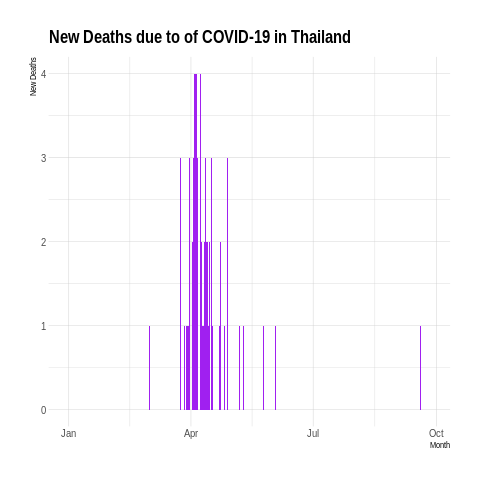 New Deaths due to of COVID-19 in Thailand
New Deaths
4
3
2
1
0
Jan Apr Jul Oct
Month